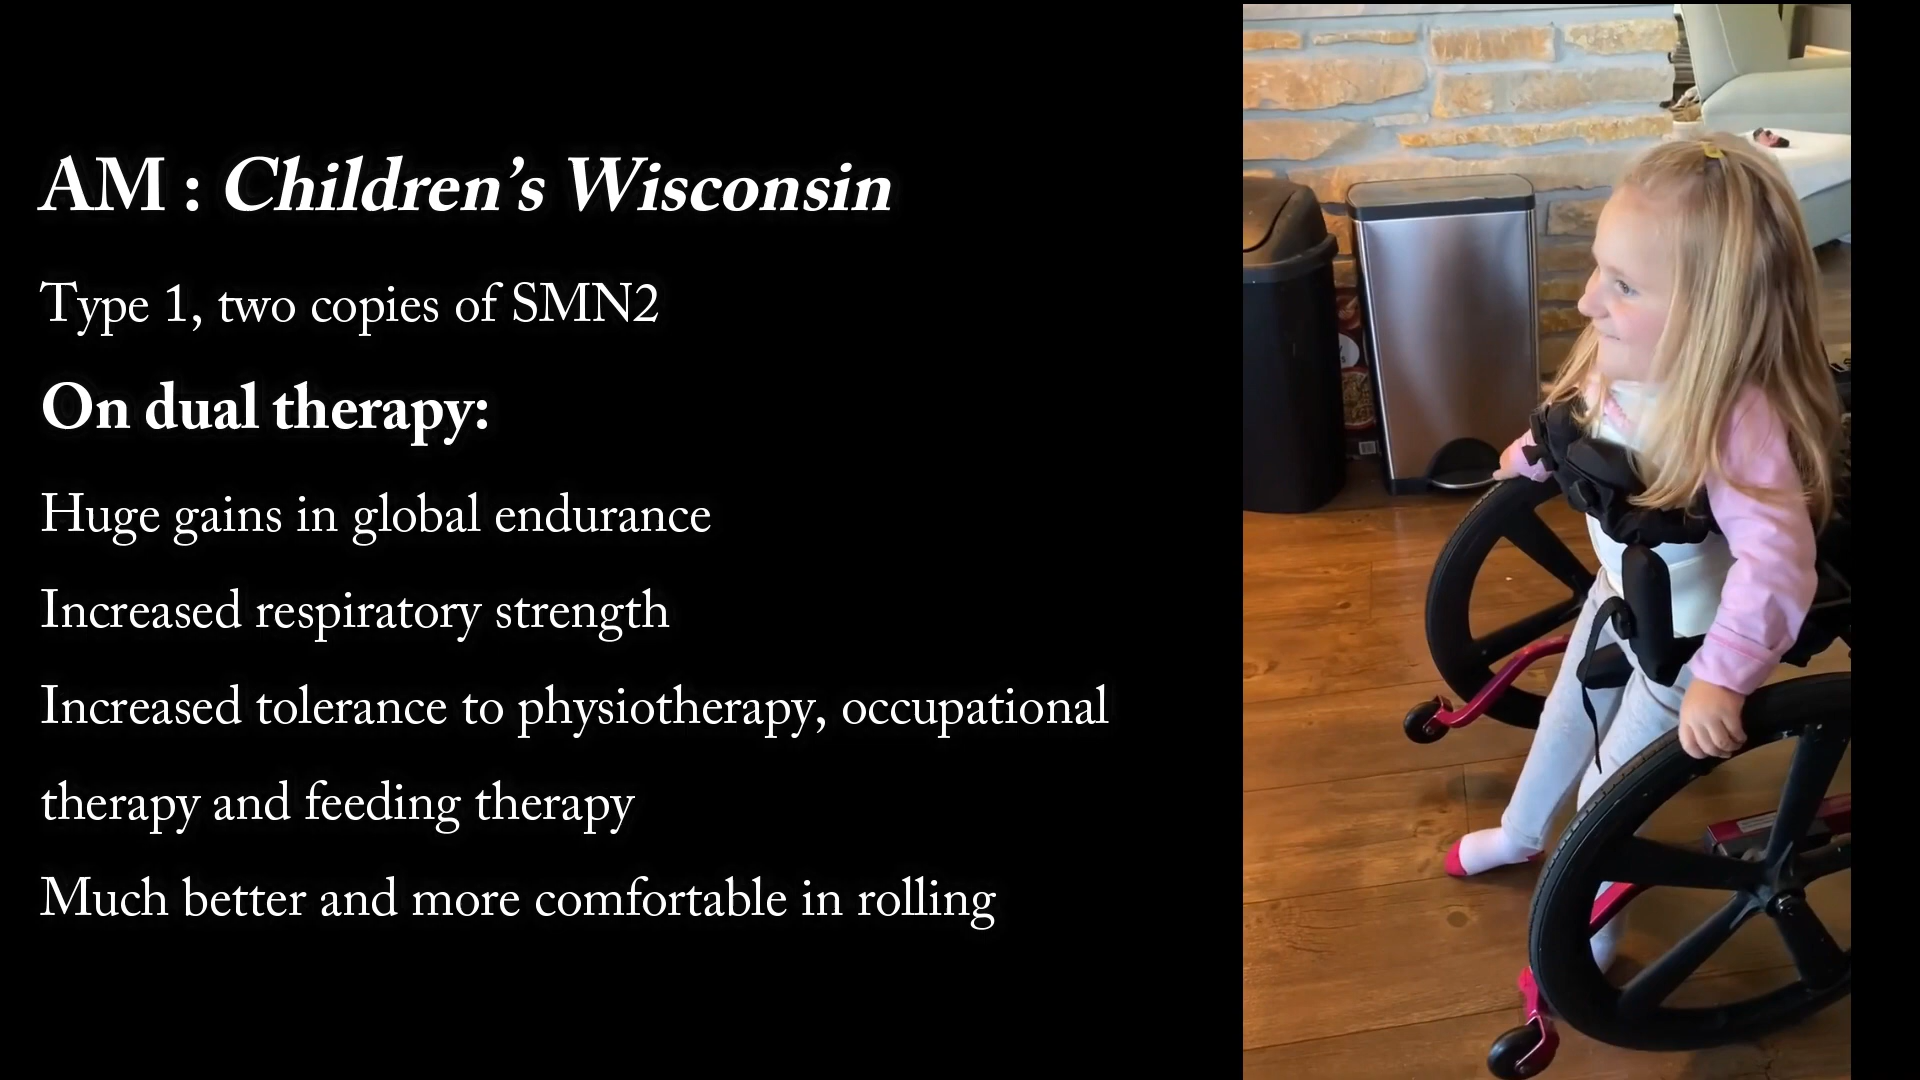 AM : Children’s Wisconsin
Type 1, two copies of SMN2
On dual therapy:
Huge gains in global endurance
Increased respiratory strength
Increased tolerance to physiotherapy, occupational
therapy and feeding therapy
Much better and more comfortable in rolling